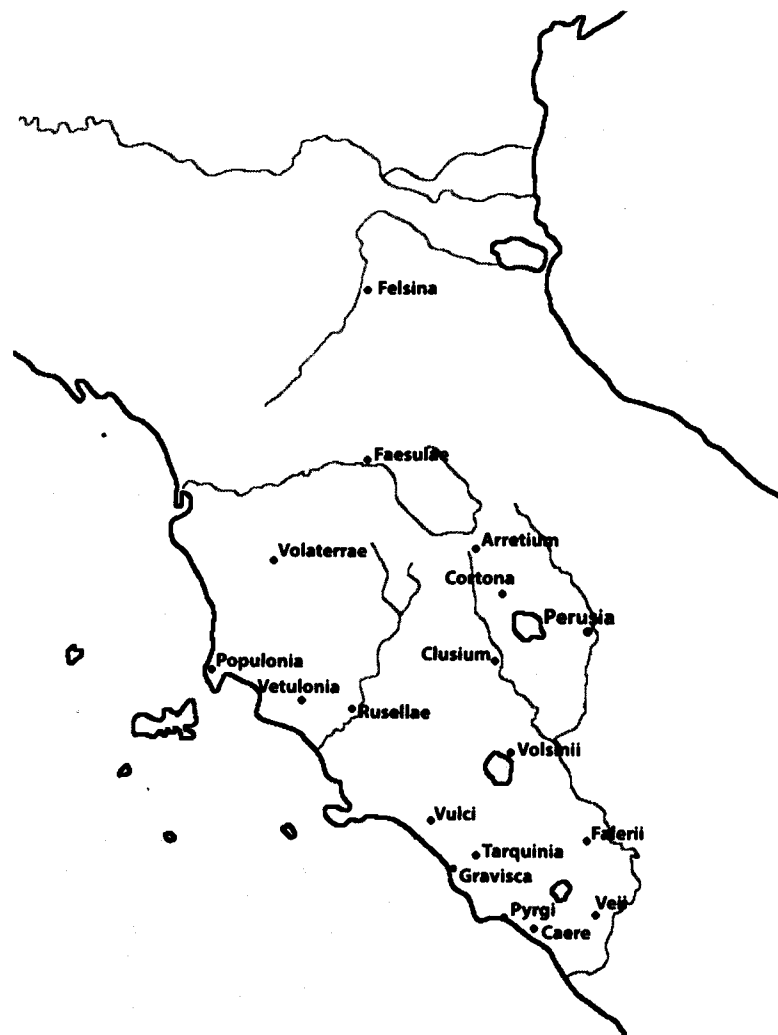 Felsina
Faesulae
Arretium
Volaterrae
Cortona
Perusia
Clusium
Populonia
Vetulonia
Rusellae
Volsinii
Vulci
Falerii
Tarquinia
Gravisca
Pyrgi
Veii
Caere